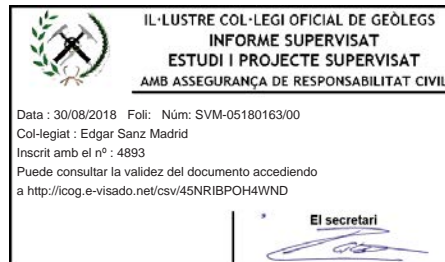 IL·LUSTRE COL·LEGI OFICIAL DE GEÒLEGS
INFORME SUPERVISAT
ESTUDI I PROJECTE SUPERVISAT
AMB ASSEGURANÇA DE RESPONSABILITAT CIVIL
Data : 30/08/2018 Foli: Núm: SVM-05180163/00
Col-legiat : Edgar Sanz Madrid
Inscrit amb el nº : 4893
Puede consultar la validez del documento accediendo
a http://icog.e-visado.net/csv/45NRIBPOH4WND
El secretari